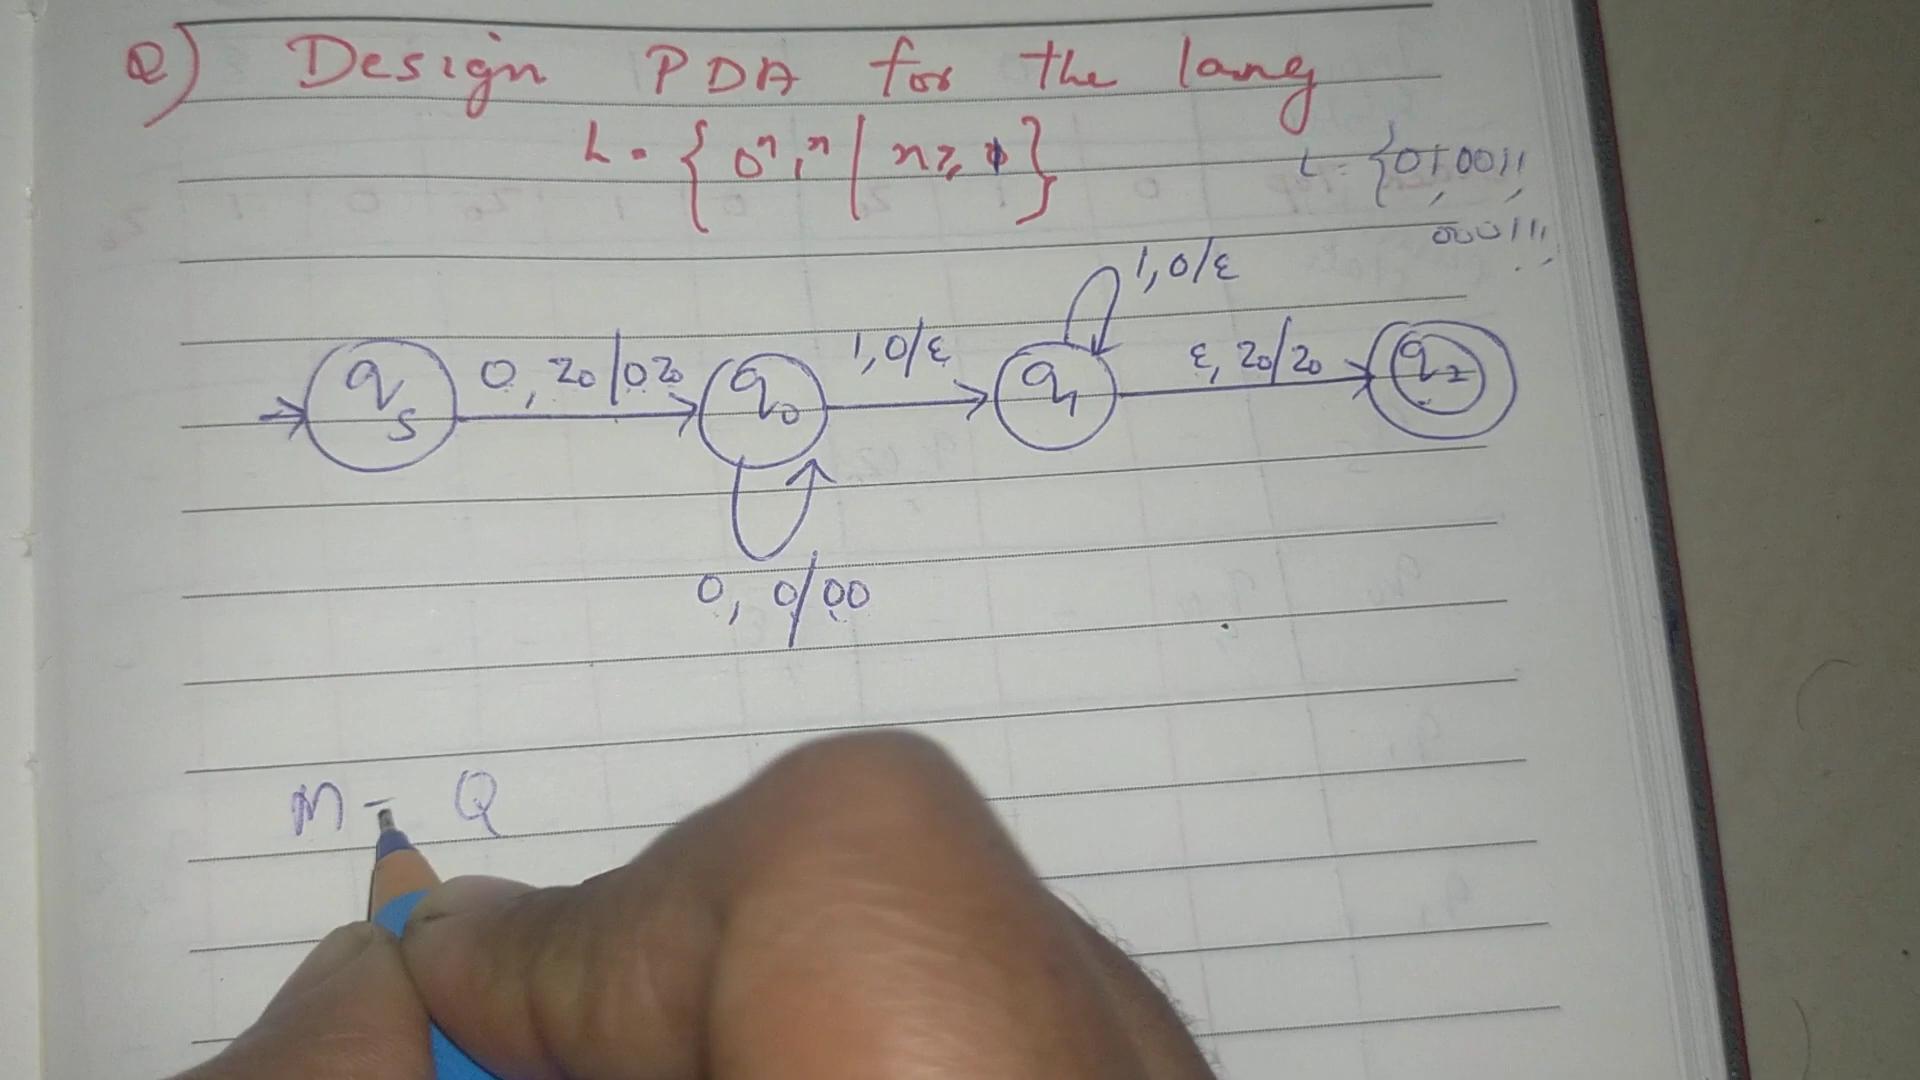 Q) Design PDA for the lang
L = {0ⁿ1ⁿ | n ≥ 1}
L = {01, 0011,
000111, ..
1, 0/ε
0, z0/0z0
1, 0/ε
ε, z0/z0
qs
q0
q1
q2
0, 0/00
M = Q